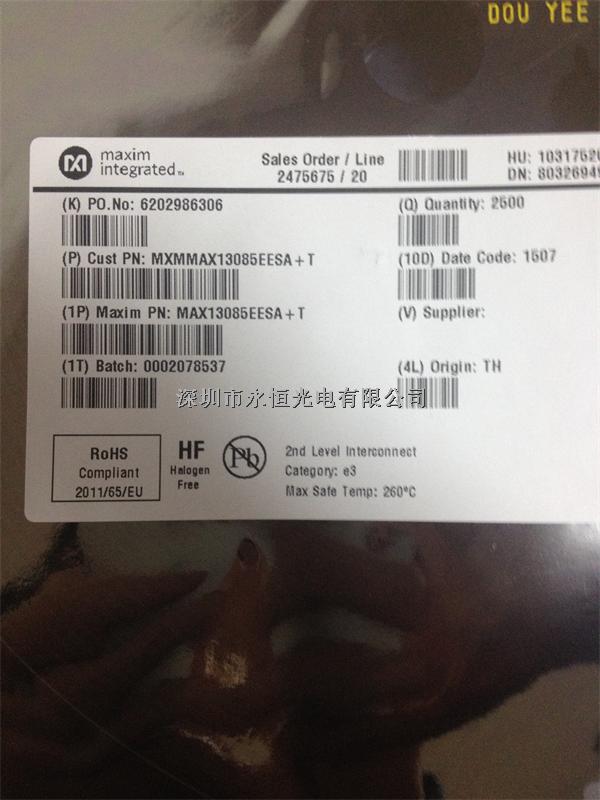 DOU YEE
maxim integrated™
Sales Order / Line
2475675 / 20
HU: 1031752
DN: 8032694
(K) PO.No: 6202986306
(Q) Quantity: 2500
(P) Cust PN: MXMMAX13085EESA+T
(10D) Date Code: 1507
(1P) Maxim PN: MAX13085EESA+T
(V) Supplier:
(1T) Batch: 0002078537
(4L) Origin: TH
深圳市永恒光电有限公司
RoHS
Compliant
2011/65/EU
HF
Halogen
Free
Pb
2nd Level Interconnect
Category: e3
Max Safe Temp: 260°C